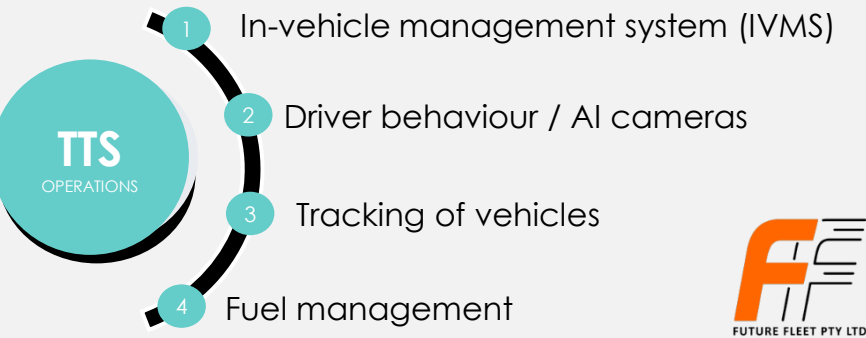 1 In-vehicle management system (IVMS)
2 Driver behaviour / AI cameras
TTS
OPERATIONS
3 Tracking of vehicles
4 Fuel management
FF
FUTURE FLEET PTY LTD